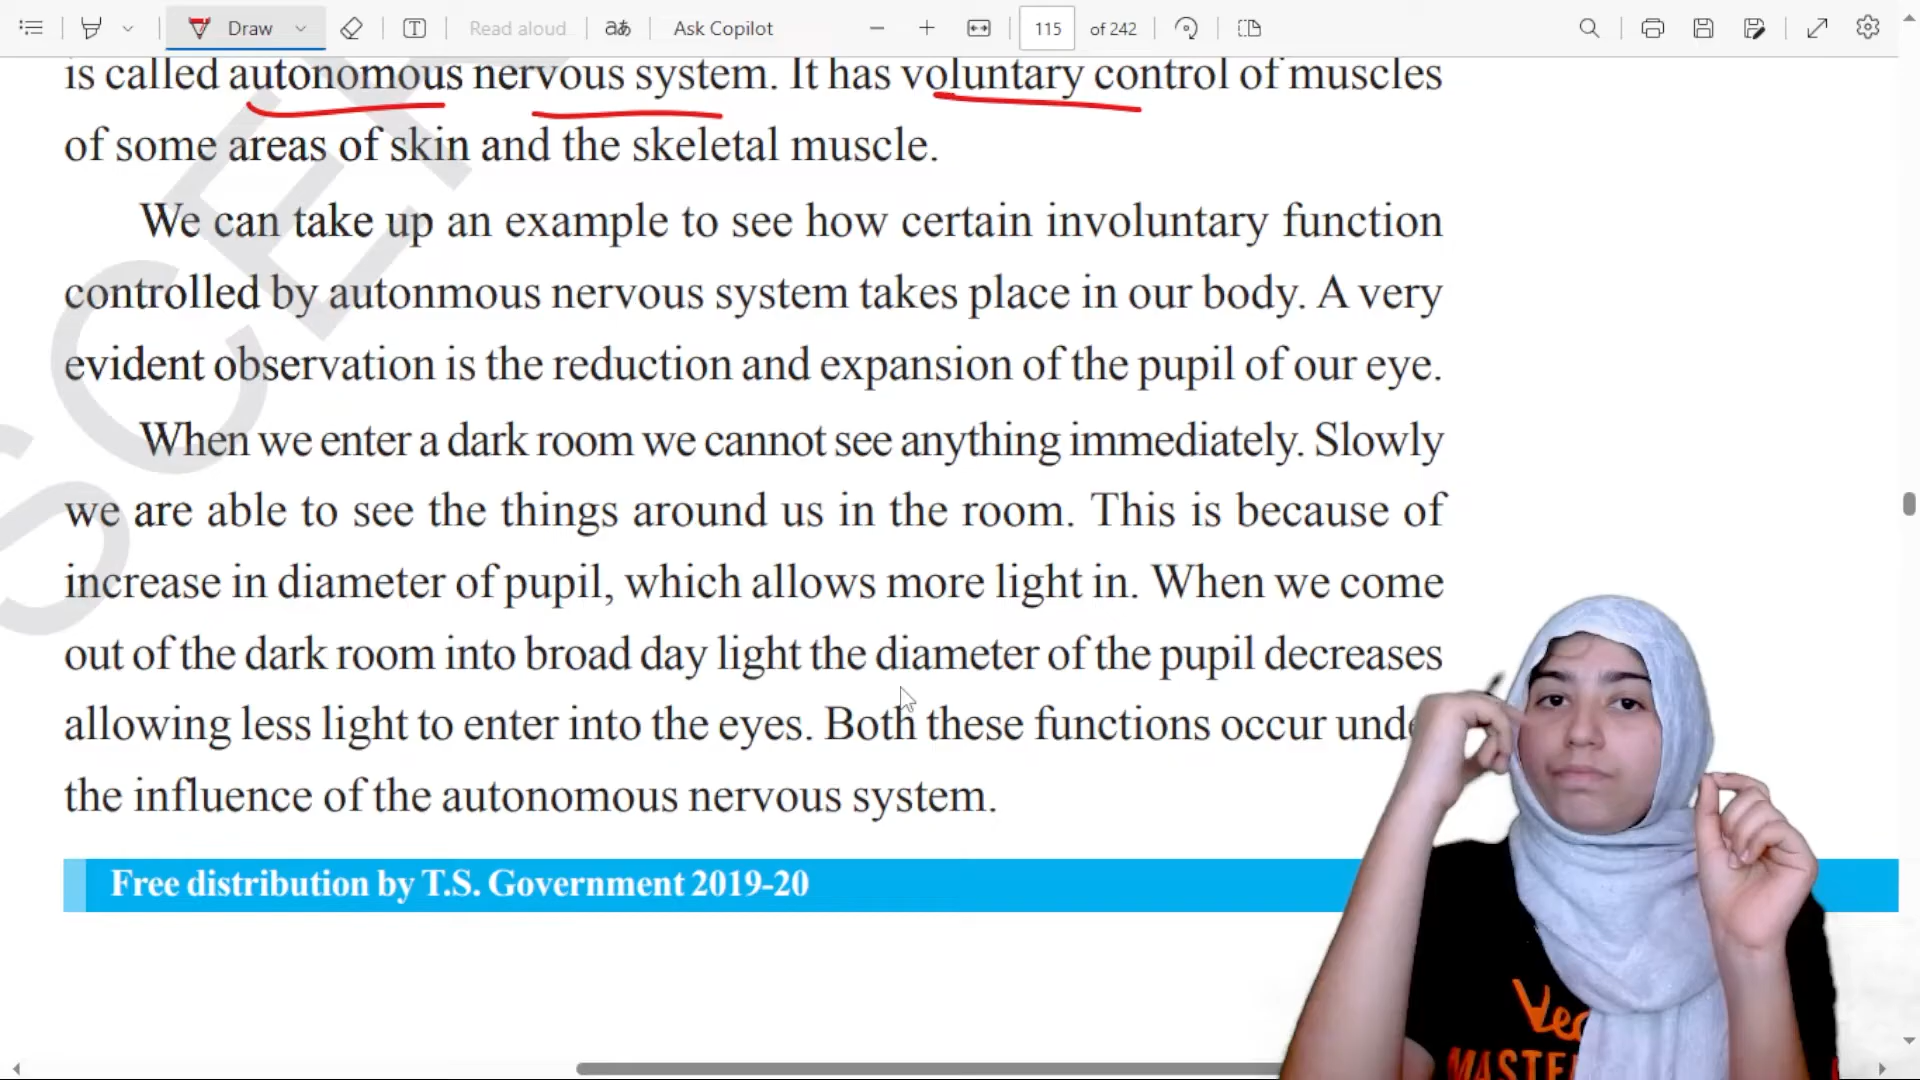 Draw
Read aloud
aあ
Ask Copilot
115
of 242
is called autonomous nervous system. It has voluntary control of muscles
of some areas of skin and the skeletal muscle.
We can take up an example to see how certain involuntary function
controlled by autonmous nervous system takes place in our body. A very
evident observation is the reduction and expansion of the pupil of our eye.
When we enter a dark room we cannot see anything immediately. Slowly
we are able to see the things around us in the room. This is because of
increase in diameter of pupil, which allows more light in. When we come
out of the dark room into broad day light the diameter of the pupil decreases
allowing less light to enter into the eyes. Both these functions occur unde
the influence of the autonomous nervous system.
Free distribution by T.S. Government 2019-20
SCER